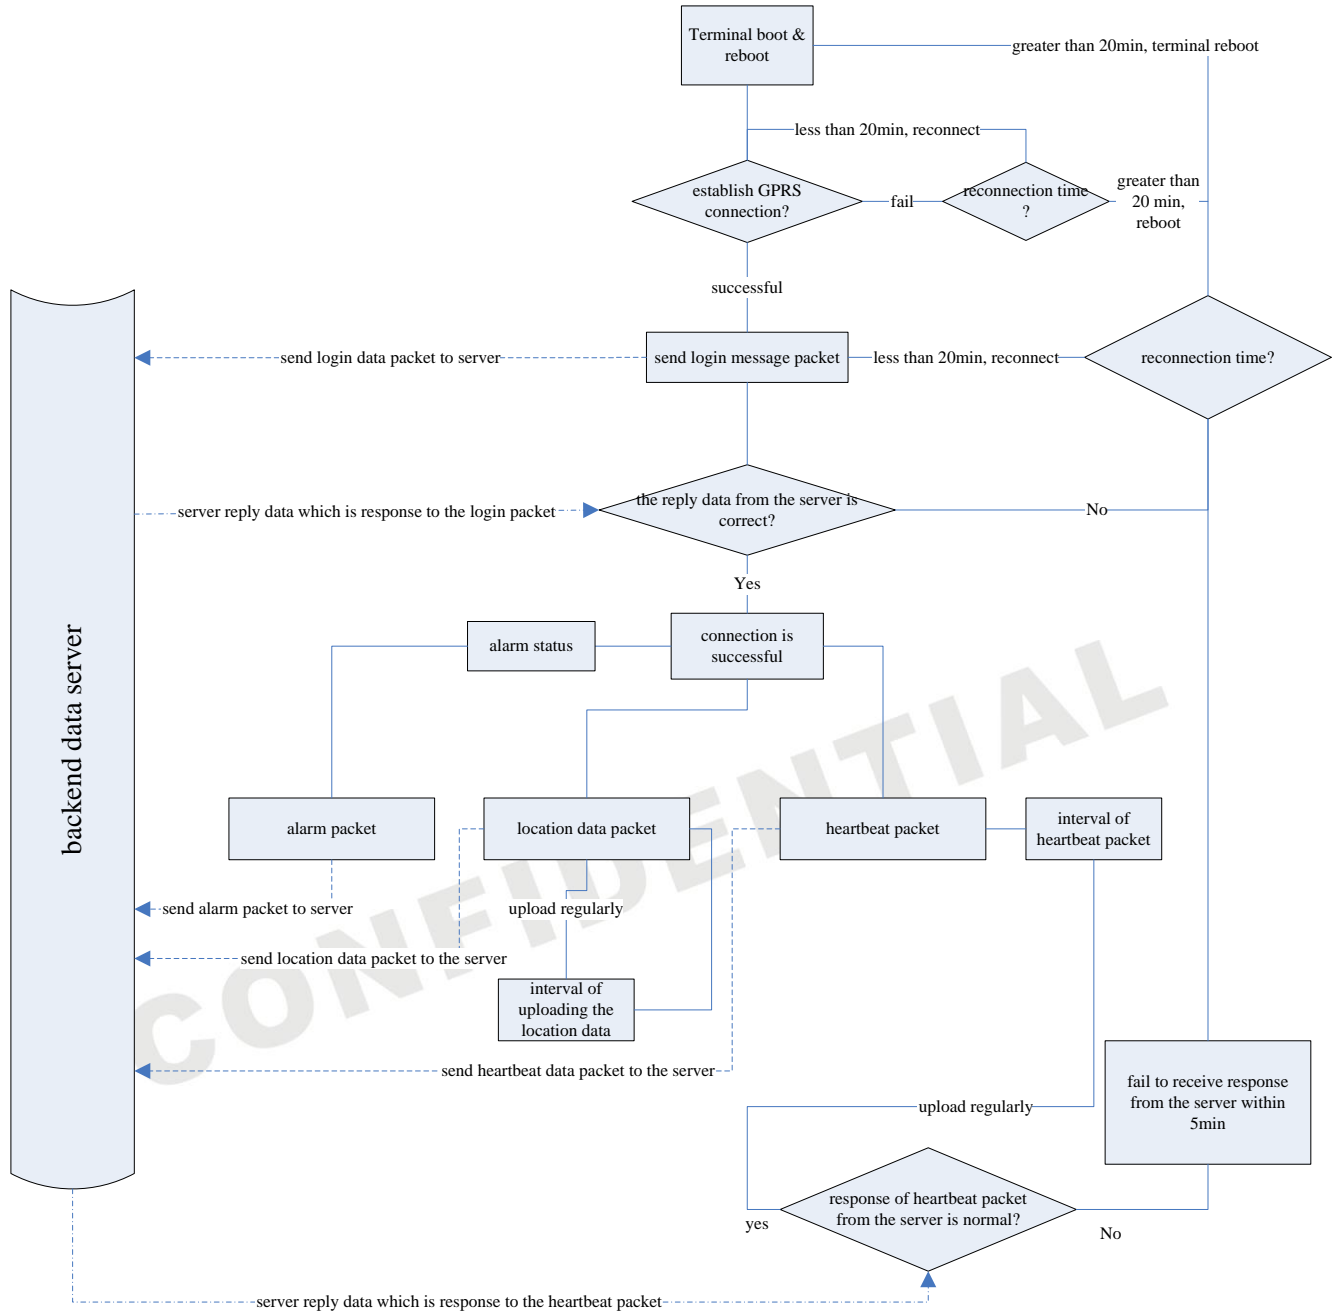 Terminal boot &
reboot
greater than 20min, terminal reboot
less than 20min, reconnect
establish GPRS
connection?
fail
reconnection time
?
greater than
20 min,
reboot
successful
send login data packet to server
send login message packet
less than 20min, reconnect
reconnection time?
server reply data which is response to the login packet
the reply data from the server is
correct?
No
Yes
alarm status
connection is
successful
backend data server
alarm packet
location data packet
heartbeat packet
interval of
heartbeat packet
send alarm packet to server
upload regularly
send location data packet to the server
interval of
uploading the
location data
send heartbeat data packet to the server
fail to receive response
from the server within
5min
upload regularly
response of heartbeat packet
from the server is normal?
yes
No
server reply data which is response to the heartbeat packet
CONFIDENTIAL